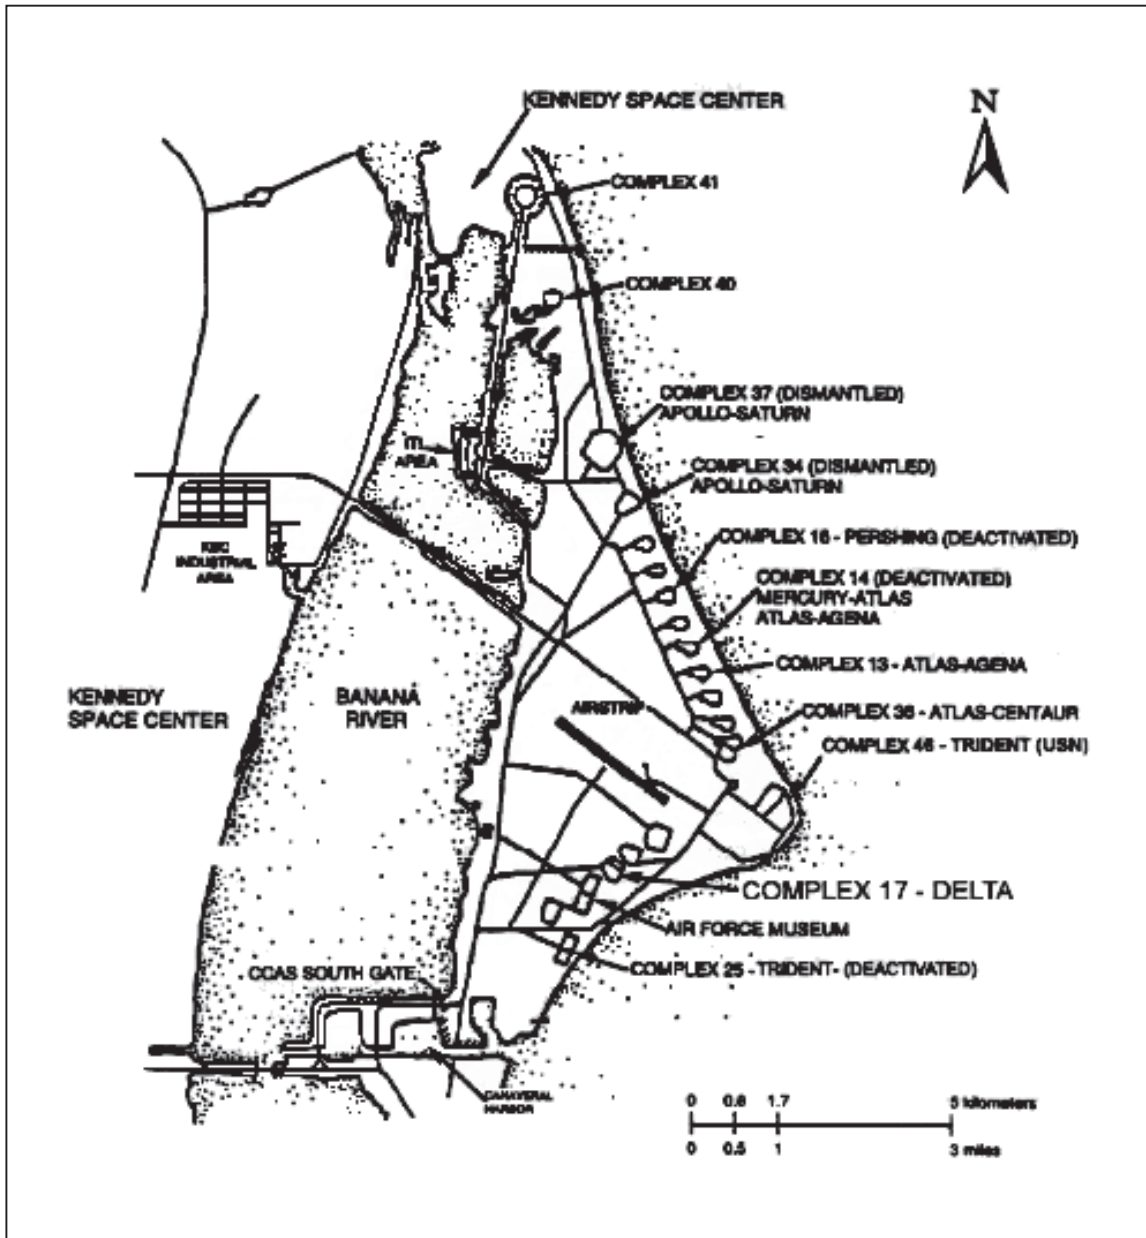 KENNEDY SPACE CENTER
N
COMPLEX 41
COMPLEX 40
COMPLEX 37 (DISMANTLED)
APOLLO-SATURN
ITL
AREA
COMPLEX 34 (DISMANTLED)
APOLLO-SATURN
COMPLEX 16 - PERSHING (DEACTIVATED)
KSC
INDUSTRIAL
AREA
COMPLEX 14 (DEACTIVATED)
MERCURY-ATLAS
ATLAS-AGENA
COMPLEX 13 - ATLAS-AGENA
KENNEDY
SPACE CENTER
BANANA
RIVER
AIRSTRIP
COMPLEX 36 - ATLAS-CENTAUR
COMPLEX 46 - TRIDENT (USN)
COMPLEX 17 - DELTA
AIR FORCE MUSEUM
COMPLEX 25 - TRIDENT- (DEACTIVATED)
CCAS SOUTH GATE
CANAVERAL
HARBOR
0 0.8 1.7 5 kilometers
0 0.5 1 3 miles